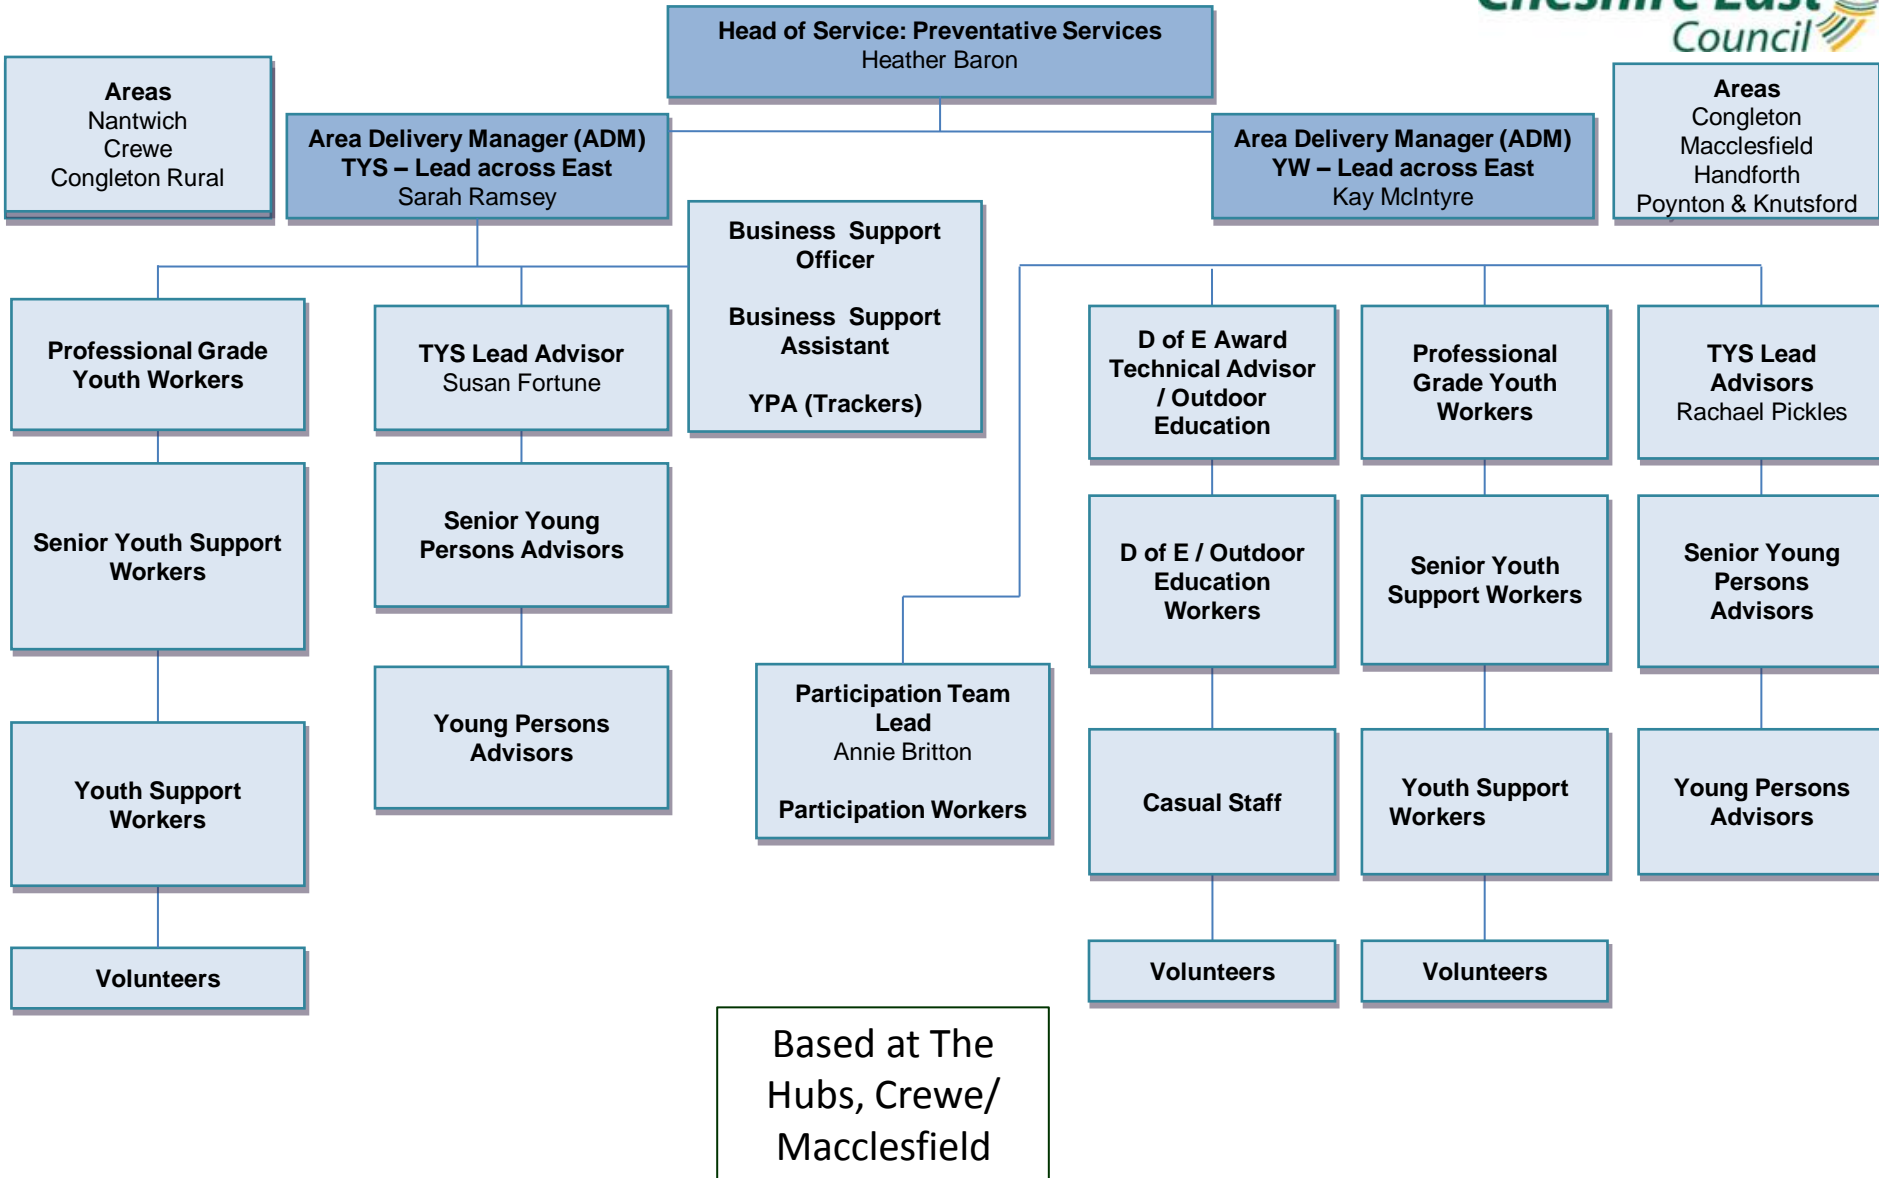 Cheshire East
Council
Head of Service: Preventative Services
Heather Baron
Areas
Nantwich
Crewe
Congleton Rural
Area Delivery Manager (ADM)
TYS – Lead across East
Sarah Ramsey
Area Delivery Manager (ADM)
YW – Lead across East
Kay McIntyre
Areas
Congleton
Macclesfield
Handforth
Poynton & Knutsford
Business Support
Officer
Business Support
Assistant
YPA (Trackers)
Professional Grade
Youth Workers
TYS Lead Advisor
Susan Fortune
D of E Award
Technical Advisor
/ Outdoor
Education
Professional
Grade Youth
Workers
TYS Lead
Advisors
Rachael Pickles
Senior Youth Support
Workers
Senior Young
Persons Advisors
D of E / Outdoor
Education
Workers
Senior Youth
Support Workers
Senior Young
Persons
Advisors
Youth Support
Workers
Young Persons
Advisors
Participation Team
Lead
Annie Britton
Participation Workers
Casual Staff
Youth Support
Workers
Young Persons
Advisors
Volunteers
Volunteers
Volunteers
Based at The
Hubs, Crewe/
Macclesfield